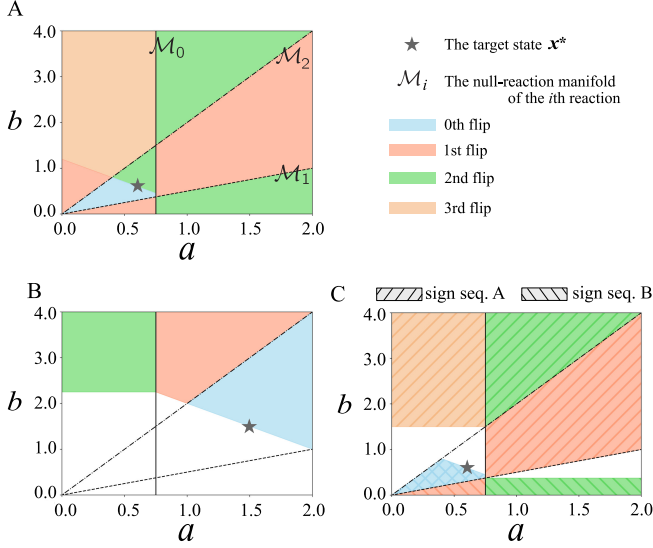 A
4.0
3.0
2.0
1.0
0.0
b
0.0
0.5
1.0
1.5
2.0
a
ℳ₀
ℳ₂
ℳ₁
The target state x*
ℳᵢ The null-reaction manifold
of the ith reaction
0th flip
1st flip
2nd flip
3rd flip
B
4.0
3.0
2.0
1.0
0.0
b
0.0
0.5
1.0
1.5
2.0
a
C
sign seq. A
sign seq. B
4.0
3.0
2.0
1.0
0.0
b
0.0
0.5
1.0
1.5
2.0
a